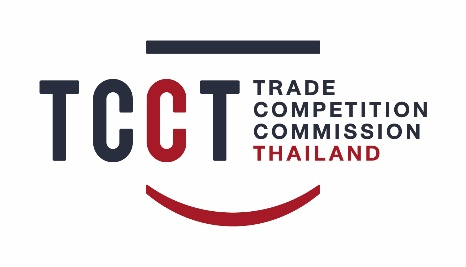 TCCT
TRADE
COMPETITION
COMMISSION
THAILAND